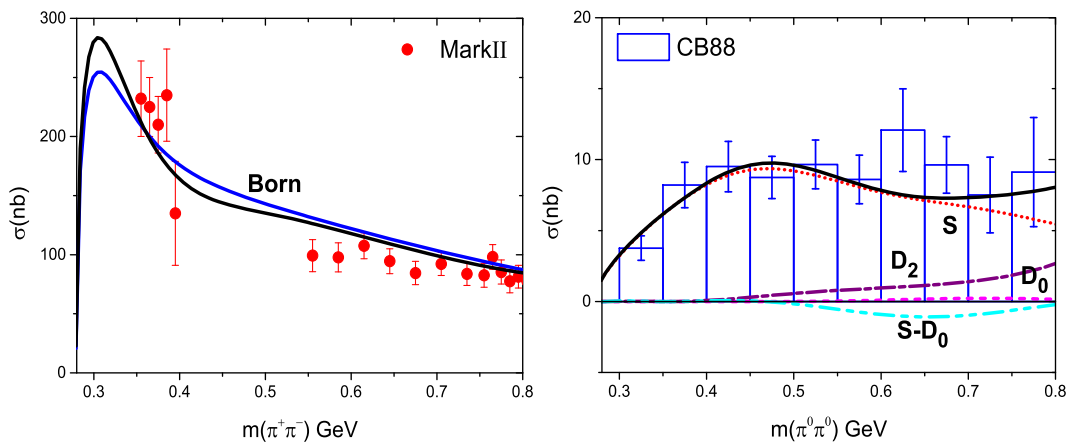 300
200
100
0
σ(nb)
MarkII
Born
0.3 0.4 0.5 0.6 0.7 0.8
m(π⁺π⁻) GeV
20
10
0
σ(nb)
CB88
S
D₂
D₀
S-D₀
0.3 0.4 0.5 0.6 0.7 0.8
m(π⁰π⁰) GeV